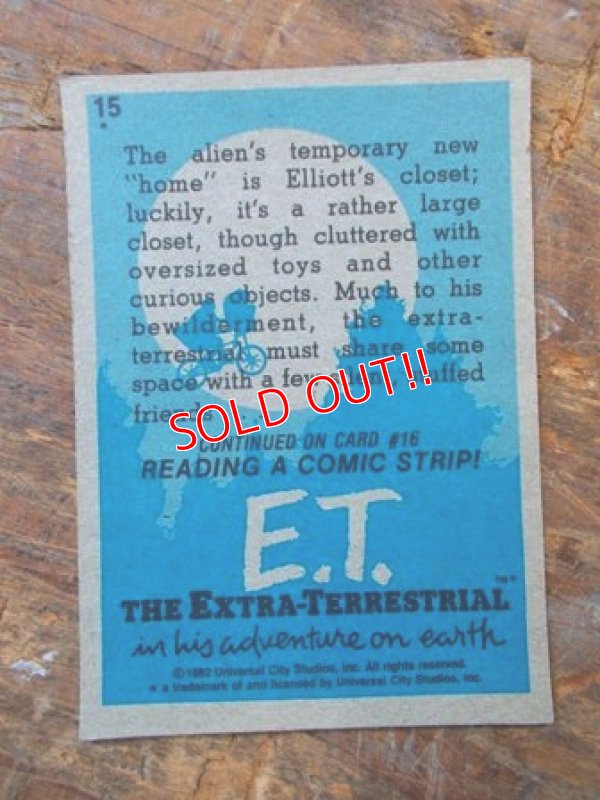 15
The alien's temporary new
"home" is Elliott's closet;
luckily, it's a rather large
closet, though cluttered with
oversized toys and other
curious objects. Much to his
bewilderment, the extra-
terrestrial must share some
space with a few silent, stuffed
friends . . .
SOLD OUT!!
CONTINUED ON CARD #16
READING A COMIC STRIP!
E.T.
THE EXTRA-TERRESTRIAL
in his adventure on earth
©1982 Universal City Studios, Inc. All rights reserved.
a trademark of and licensed by Universal City Studios, Inc.